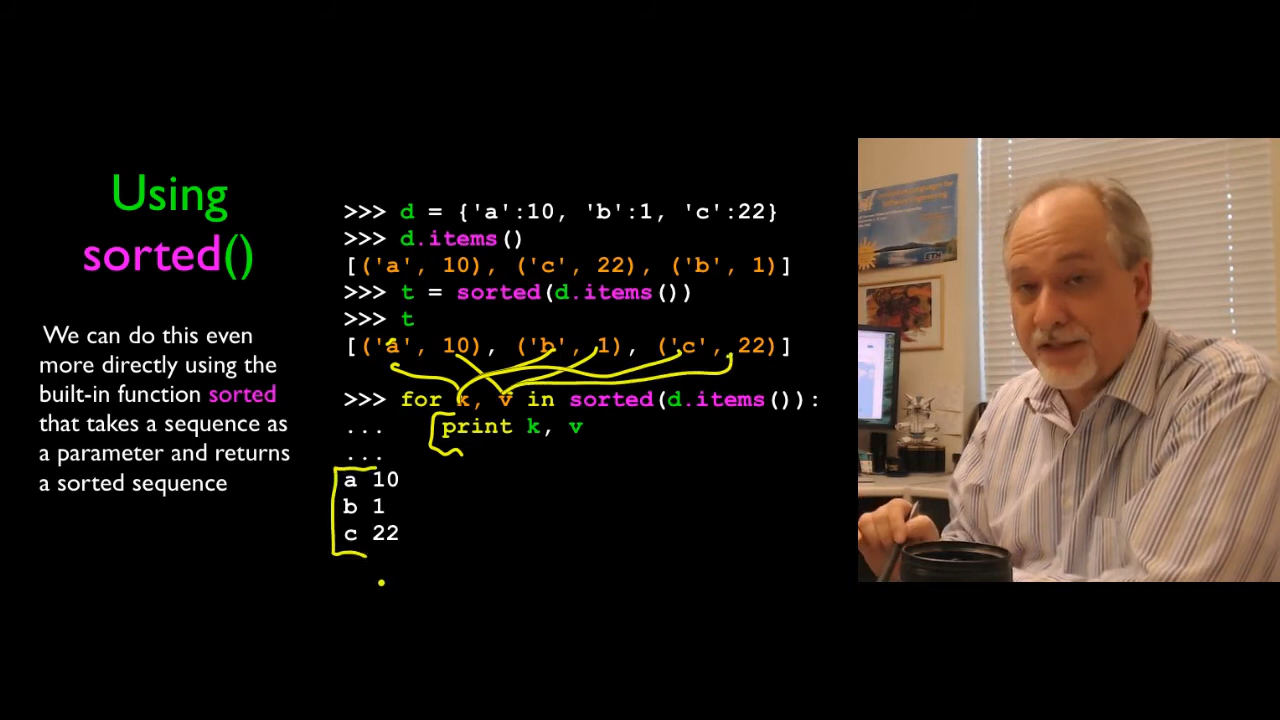 Using
sorted()
We can do this even
more directly using the
built-in function sorted
that takes a sequence as
a parameter and returns
a sorted sequence
>>> d = {'a':10, 'b':1, 'c':22}
>>> d.items()
[('a', 10), ('c', 22), ('b', 1)]
>>> t = sorted(d.items())
>>> t
[('a', 10), ('b', 1), ('c', 22)]
>>> for k, v in sorted(d.items()):
...   print k, v
...
a 10
b 1
c 22
Languages for